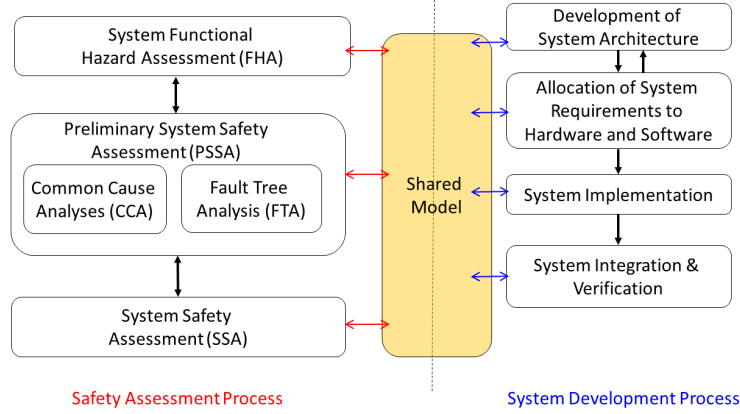 System Functional
Hazard Assessment (FHA)
Preliminary System Safety
Assessment (PSSA)
Common Cause
Analyses (CCA)
Fault Tree
Analysis (FTA)
System Safety
Assessment (SSA)
Shared
Model
Development of
System Architecture
Allocation of System
Requirements to
Hardware and Software
System Implementation
System Integration &
Verification
Safety Assessment Process
System Development Process